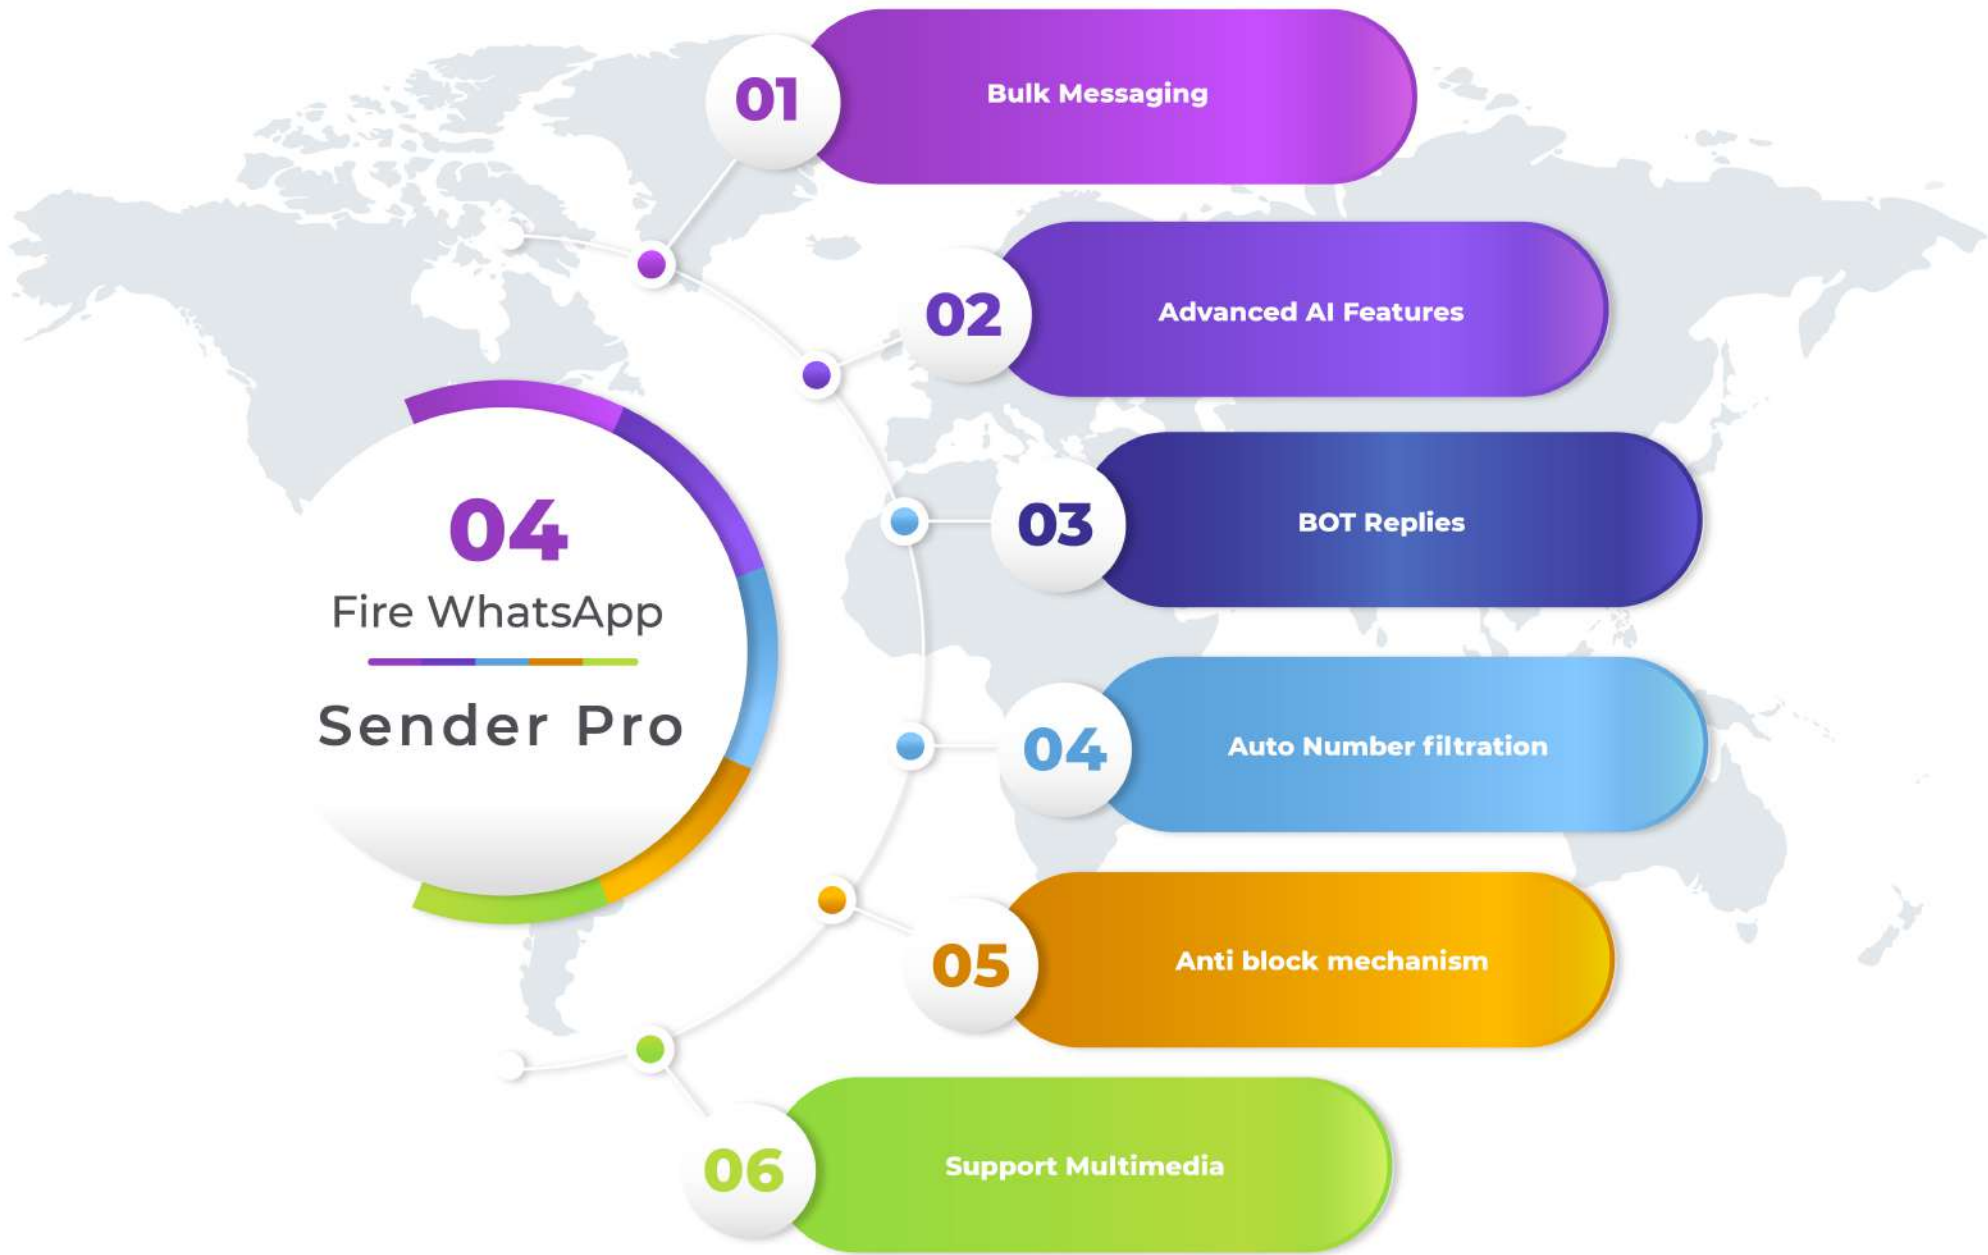 01
Bulk Messaging
02
Advanced AI Features
03
BOT Replies
04
Fire WhatsApp
Sender Pro
04
Auto Number filtration
05
Anti block mechanism
06
Support Multimedia